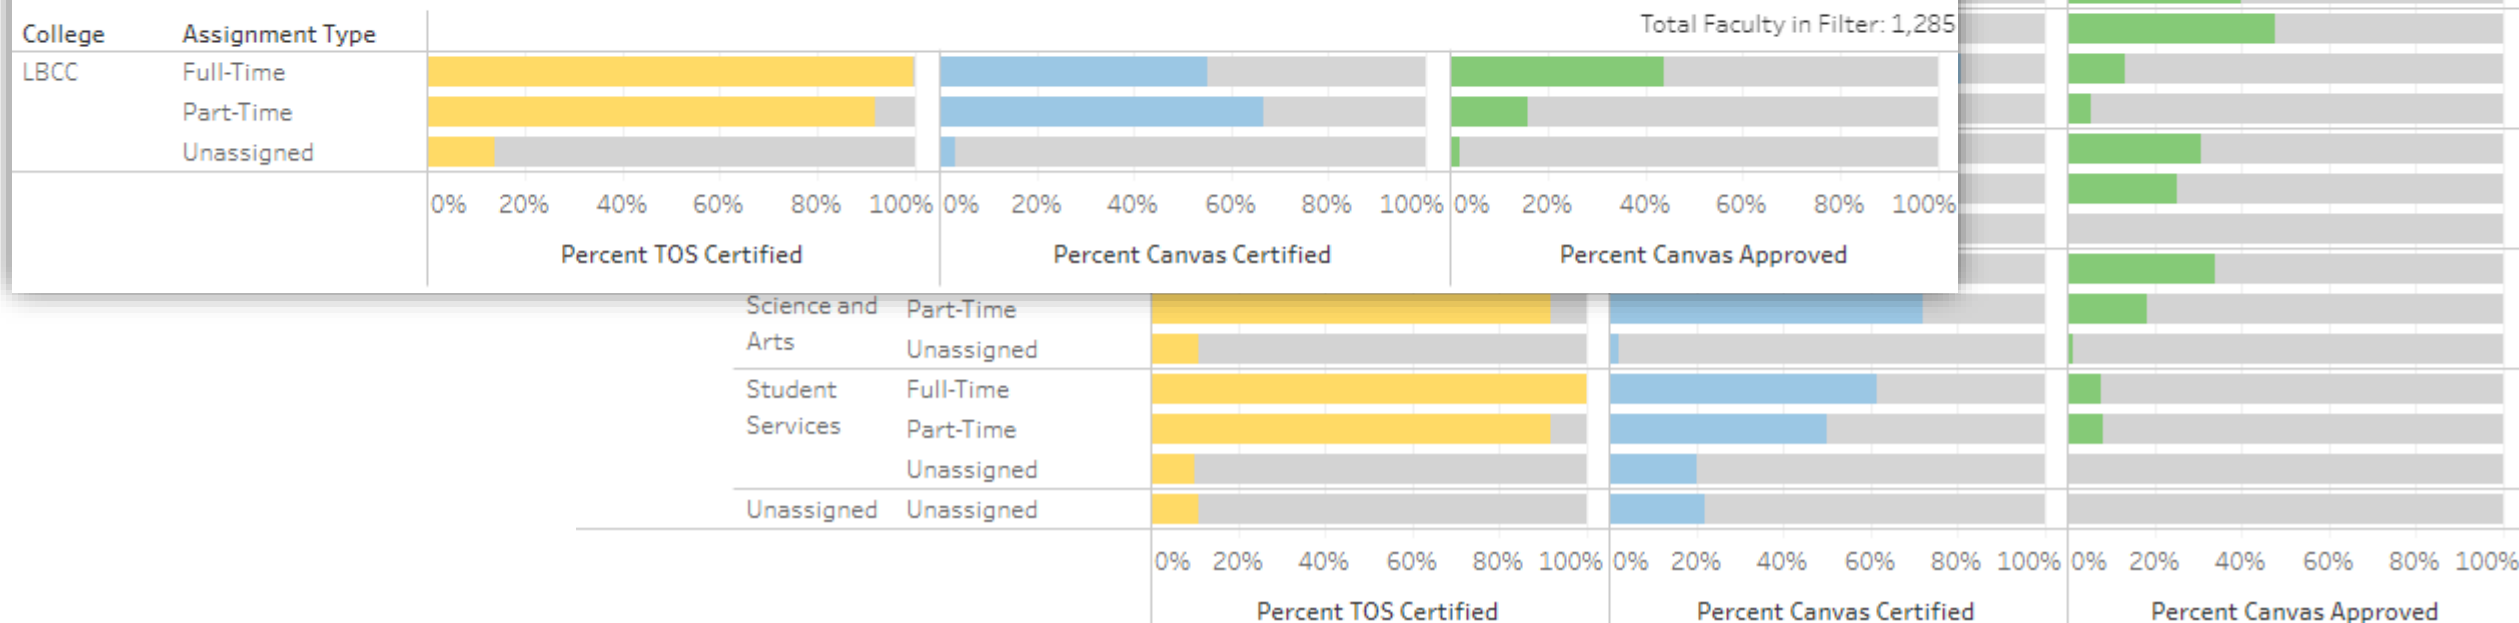 Total Faculty in Filter: 1,285
College Assignment Type
LBCC Full-Time
Part-Time
Unassigned
0% 20% 40% 60% 80% 100% 0% 20% 40% 60% 80% 100% 0% 20% 40% 60% 80% 100%
Percent TOS Certified Percent Canvas Certified Percent Canvas Approved
Science and Part-Time
Arts Unassigned
Student Full-Time
Services Part-Time
Unassigned
Unassigned Unassigned
0% 20% 40% 60% 80% 100% 0% 20% 40% 60% 80% 100% 0% 20% 40% 60% 80% 100%
Percent TOS Certified Percent Canvas Certified Percent Canvas Approved